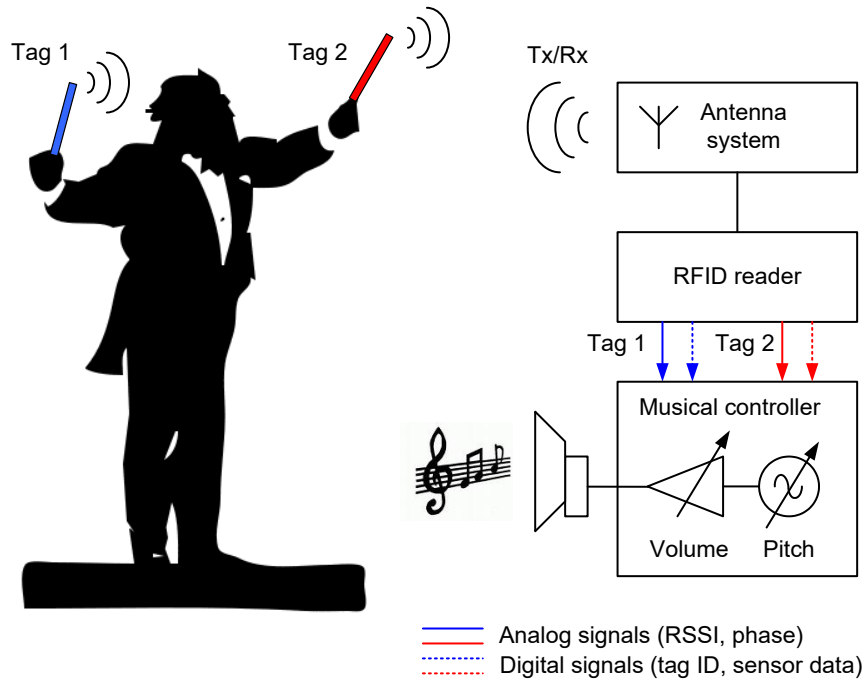 Tag 1
Tag 2
Tx/Rx
Antenna
system
RFID reader
Tag 1
Tag 2
Musical controller
Volume
Pitch
Analog signals (RSSI, phase)
Digital signals (tag ID, sensor data)